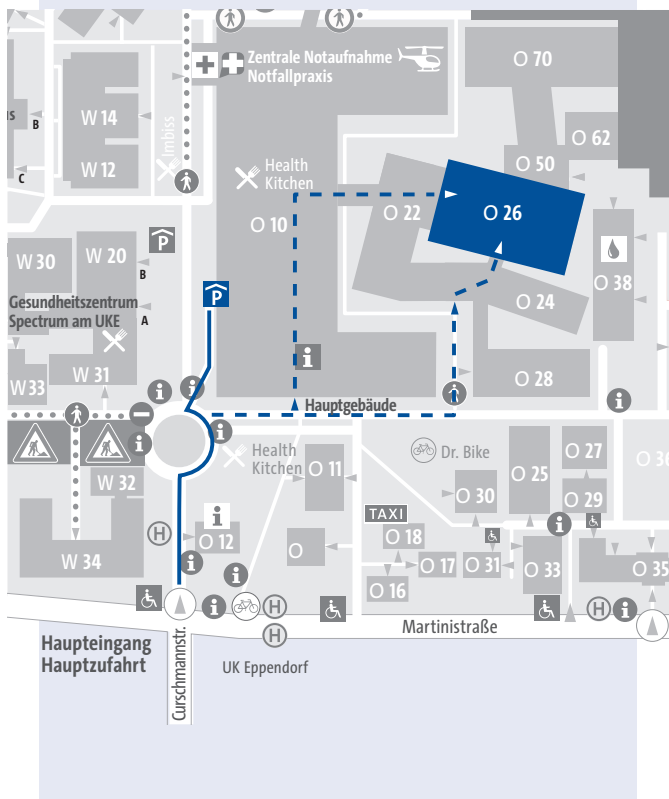 Zentrale Notaufnahme
Notfallpraxis
O 70
W 14
B
O 62
Imbiss
W 12
C
O 50
Health
Kitchen
O 22
O 26
O 10
P
W 30
W 20
B
O 38
P
Gesundheitszentrum
Spectrum am UKE
A
O 24
W 33
W 31
i
O 28
i
i
Hauptgebäude
i
i
i
Health
Kitchen
Dr. Bike
O 11
O 25
O 27
O 36
W 32
O 30
O 29
TAXI
H
i
O 12
O
O 18
i
W 34
O 17
O 31
O 33
O 35
i
i
O 16
i
H
H
i
H
Martinistraße
Haupteingang
Hauptzufahrt
Curschmannstr.
UK Eppendorf